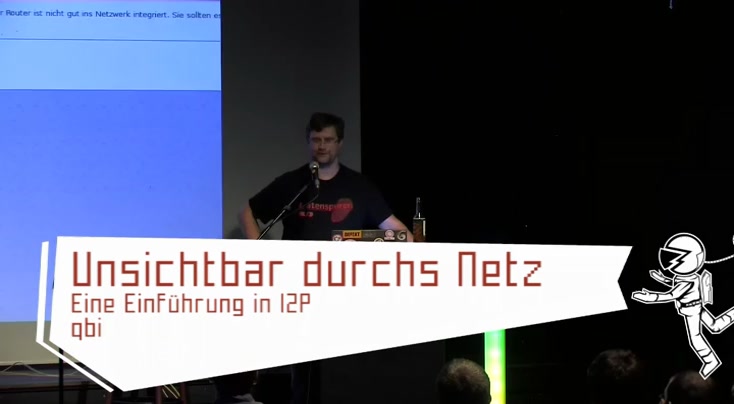 r Router ist nicht gut ins Netzwerk integriert. Sie sollten es
Unsichtbar durchs Netz
Eine Einführung in I2P
qbi